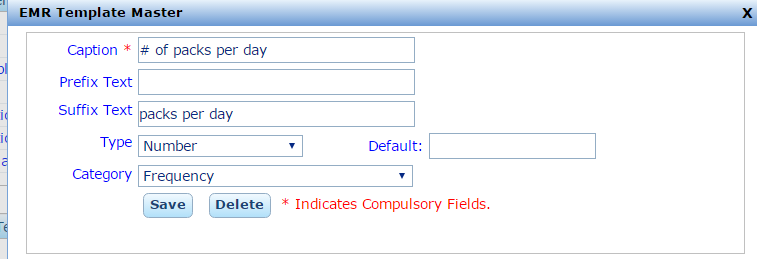 EMR Template Master X
Caption * # of packs per day
Prefix Text
Suffix Text packs per day
Type Number Default:
Category Frequency
Save Delete * Indicates Compulsory Fields.